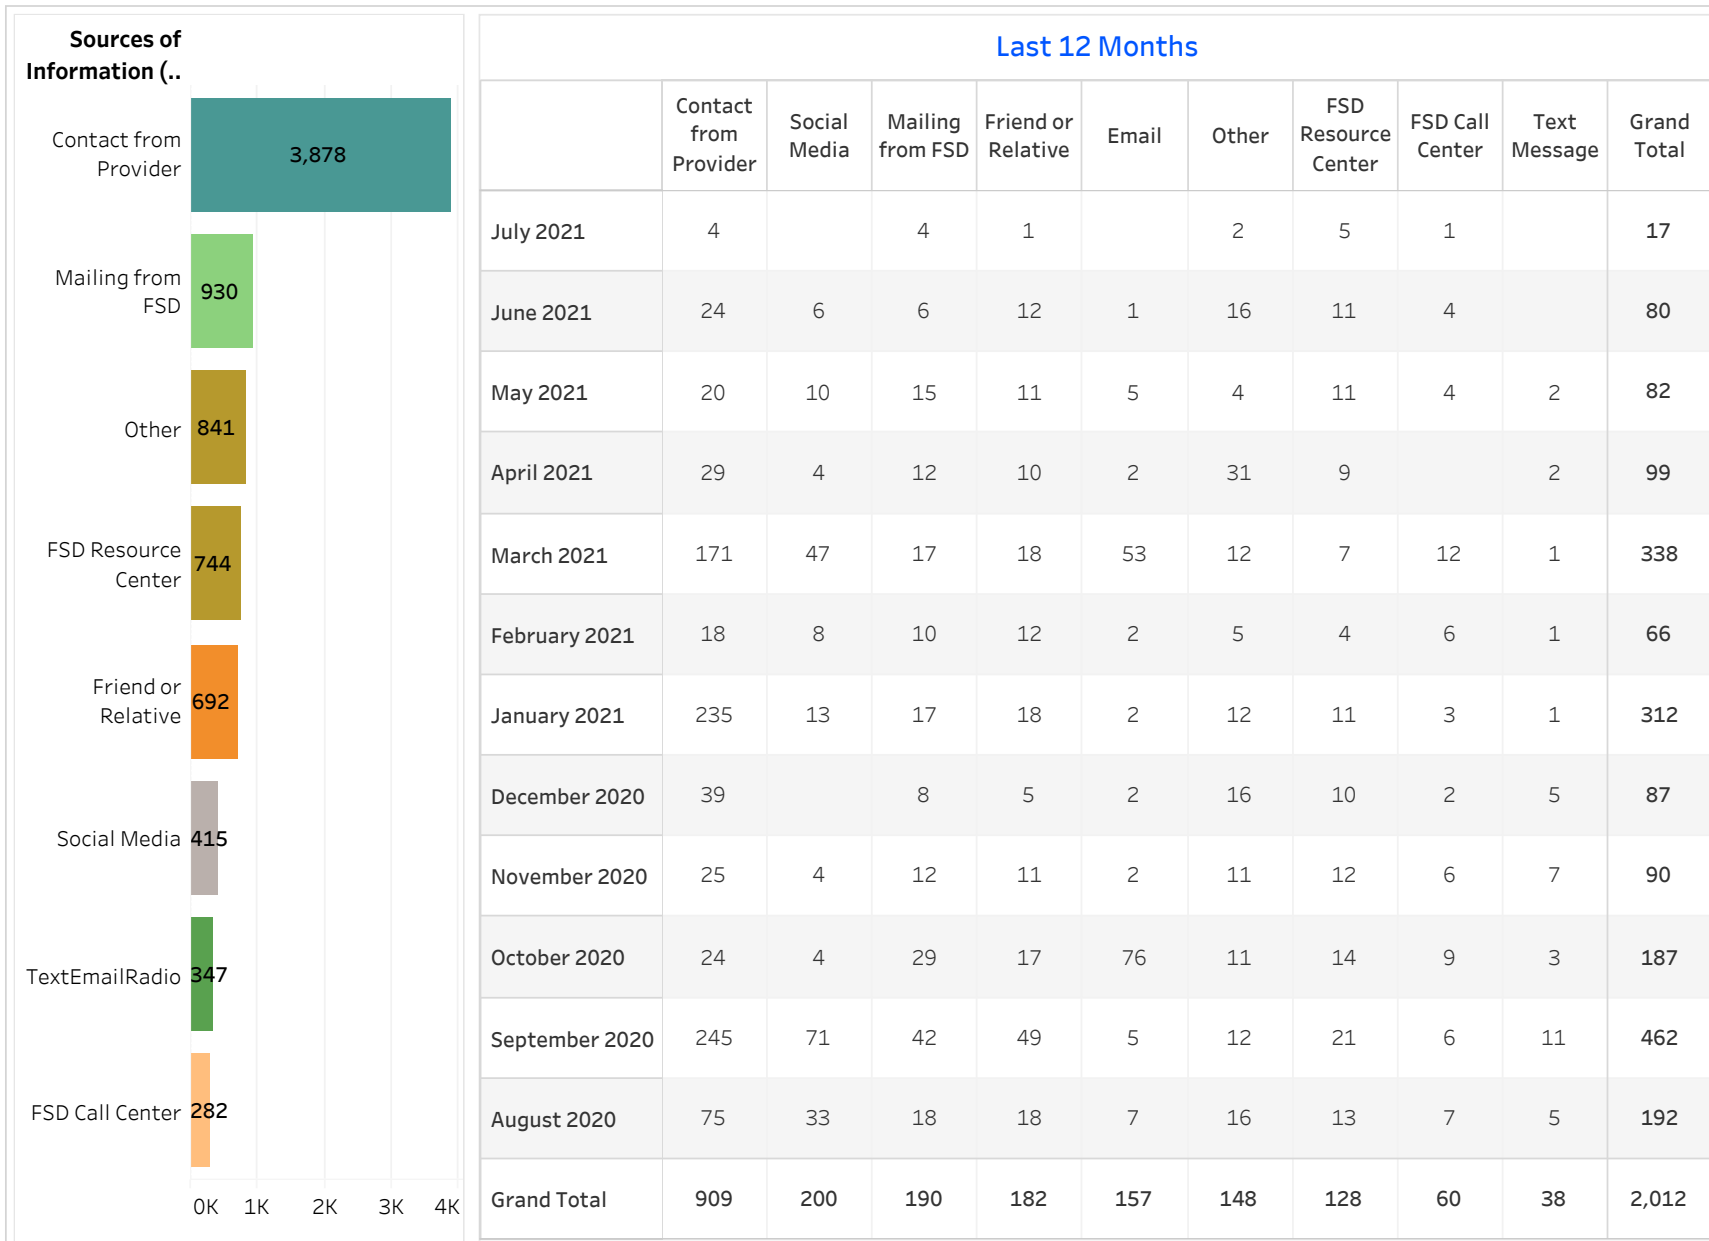 Sources of
Information (..
Contact from
Provider
3,878
Mailing from
FSD
930
Other
841
FSD Resource
Center
744
Friend or
Relative
692
Social Media
415
TextEmailRadio
347
FSD Call Center
282
0K 1K 2K 3K 4K
Last 12 Months
Contact from Provider Social Media Mailing from FSD Friend or Relative Email Other FSD Resource Center FSD Call Center Text Message Grand Total
July 2021 4 4 1 2 5 1 17
June 2021 24 6 6 12 1 16 11 4 80
May 2021 20 10 15 11 5 4 11 4 2 82
April 2021 29 4 12 10 2 31 9 2 99
March 2021 171 47 17 18 53 12 7 12 1 338
February 2021 18 8 10 12 2 5 4 6 1 66
January 2021 235 13 17 18 2 12 11 3 1 312
December 2020 39 8 5 2 16 10 2 5 87
November 2020 25 4 12 11 2 11 12 6 7 90
October 2020 24 4 29 17 76 11 14 9 3 187
September 2020 245 71 42 49 5 12 21 6 11 462
August 2020 75 33 18 18 7 16 13 7 5 192
Grand Total 909 200 190 182 157 148 128 60 38 2,012